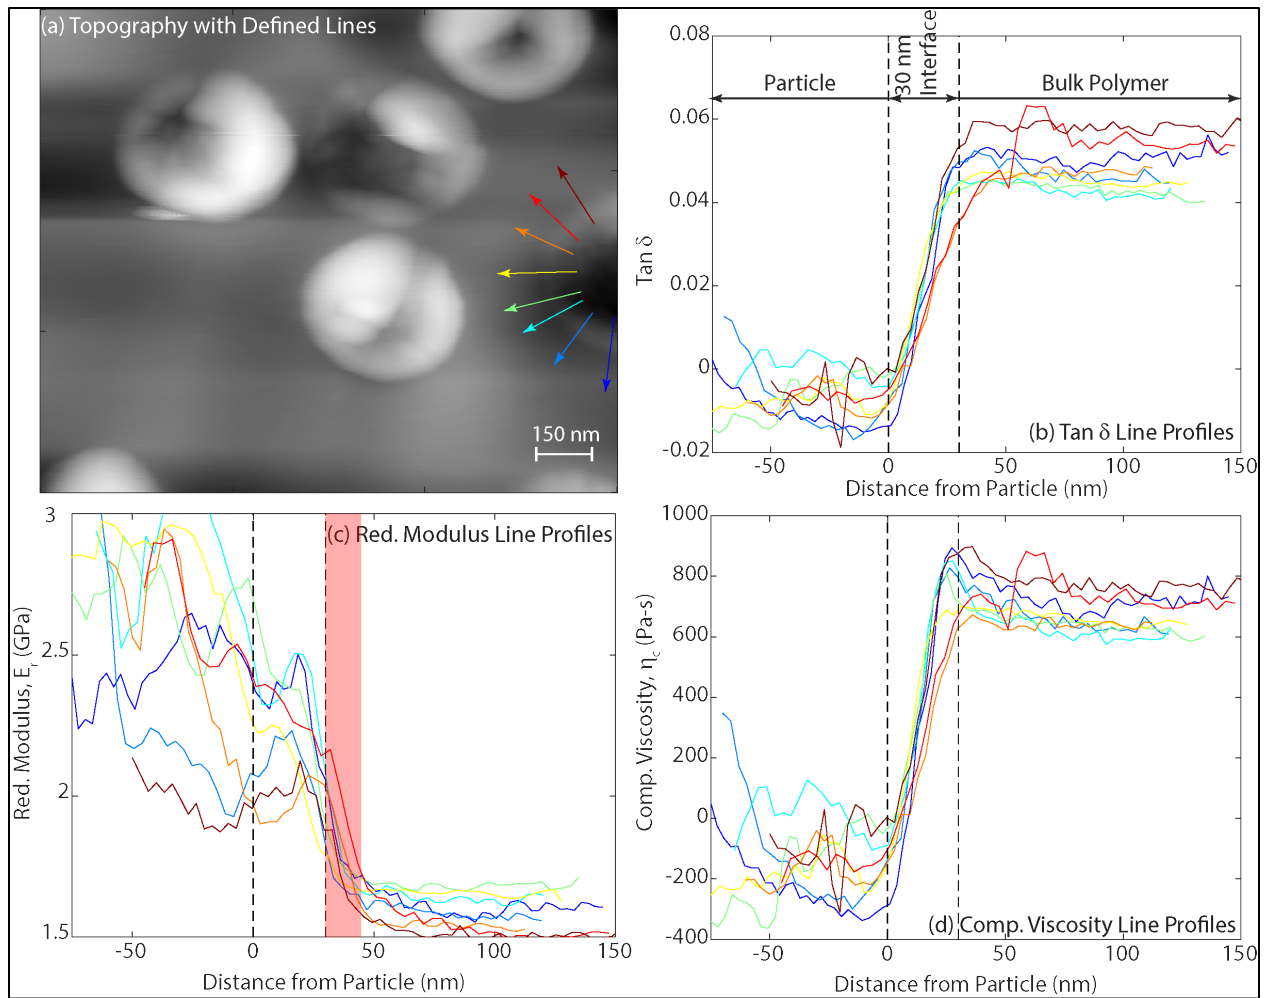 (a) Topography with Defined Lines
150 nm
0.08
0.06
0.04
0.02
0
-0.02
Tan δ
Particle
30 nm
Interface
Bulk Polymer
(b) Tan δ Line Profiles
-50
0
50
100
150
Distance from Particle (nm)
3
2.5
2
1.5
Red. Modulus, Er (GPa)
(c) Red. Modulus Line Profiles
-50
0
50
100
150
Distance from Particle (nm)
1000
800
600
400
200
0
-200
-400
Comp. Viscosity, ηc (Pa-s)
(d) Comp. Viscosity Line Profiles
-50
0
50
100
150
Distance from Particle (nm)